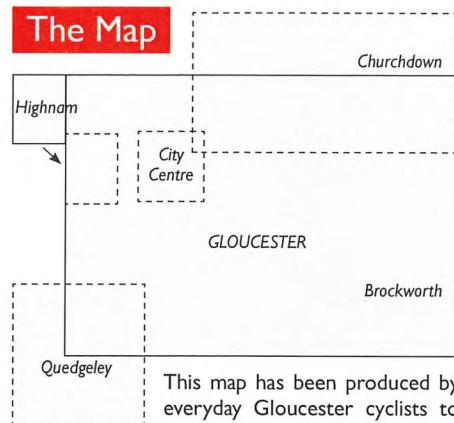 The Map
Churchdown
Highnam
City
Centre
GLOUCESTER
Brockworth
Quedgeley
This map has been produced by
everyday Gloucester cyclists to